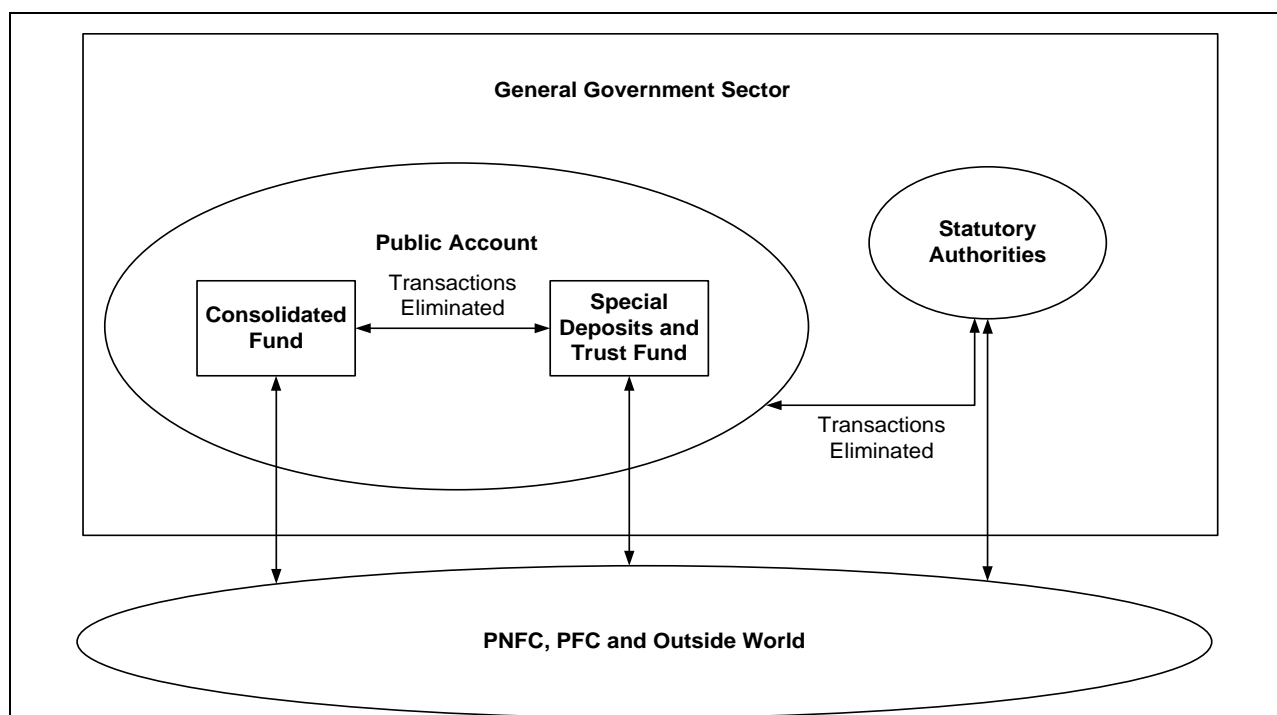 General Government Sector
Public Account
Transactions
Eliminated
Consolidated
Fund
Special
Deposits and
Trust Fund
Statutory
Authorities
Transactions
Eliminated
PNFC, PFC and Outside World